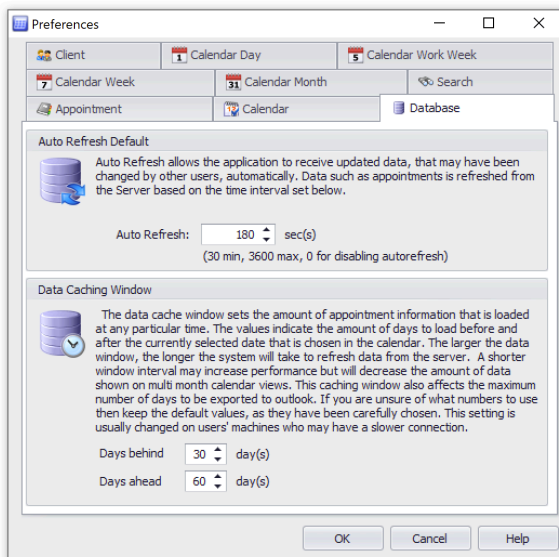 Preferences
Client
1 Calendar Day
5 Calendar Work Week
7 Calendar Week
31 Calendar Month
Search
Appointment
Calendar
Database
Auto Refresh Default
Auto Refresh allows the application to receive updated data, that may have been
changed by other users, automatically. Data such as appointments is refreshed from
the Server based on the time interval set below.
Auto Refresh: 180 sec(s)
(30 min, 3600 max, 0 for disabling autorefresh)
Data Caching Window
The data cache window sets the amount of appointment information that is loaded
at any particular time. The values indicate the amount of days to load before and
after the currently selected date that is chosen in the calendar. The larger the data
window, the longer the system will take to refresh data from the server. A shorter
window interval may increase performance but will decrease the amount of data
shown on multi month calendar views. This caching window also affects the maximum
number of days to be exported to outlook. If you are unsure of what numbers to use
then keep the default values, as they have been carefully chosen. This setting is
usually changed on users' machines who may have a slower connection.
Days behind 30 day(s)
Days ahead 60 day(s)
OK Cancel Help